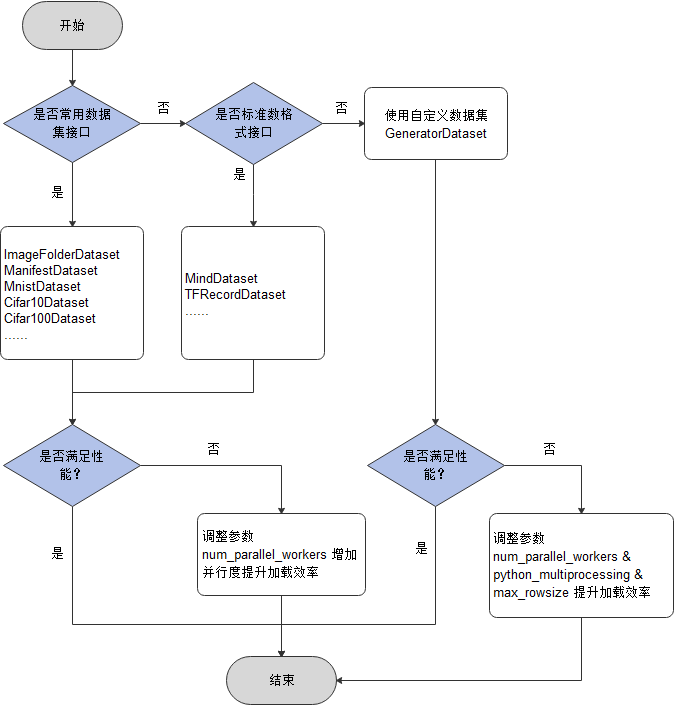 开始
是否常用数据
集接口
否
是否标准数格
式接口
否
使用自定义数据集
GeneratorDataset
是
是
ImageFolderDataset
ManifestDataset
MnistDataset
Cifar10Dataset
Cifar100Dataset
……
MindDataset
TFRecordDataset
……
是否满足性
能？
否
是
调整参数
num_parallel_workers 增加
并行度提升加载效率
是否满足性
能？
否
是
调整参数
num_parallel_workers &
python_multiprocessing &
max_rowsize 提升加载效率
结束